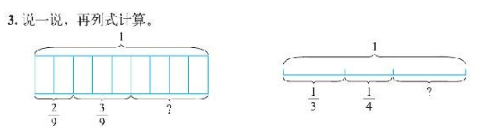 3. 说一说，再列式计算。
1 1
2/9 3/9 ? 1/3 1/4 ?